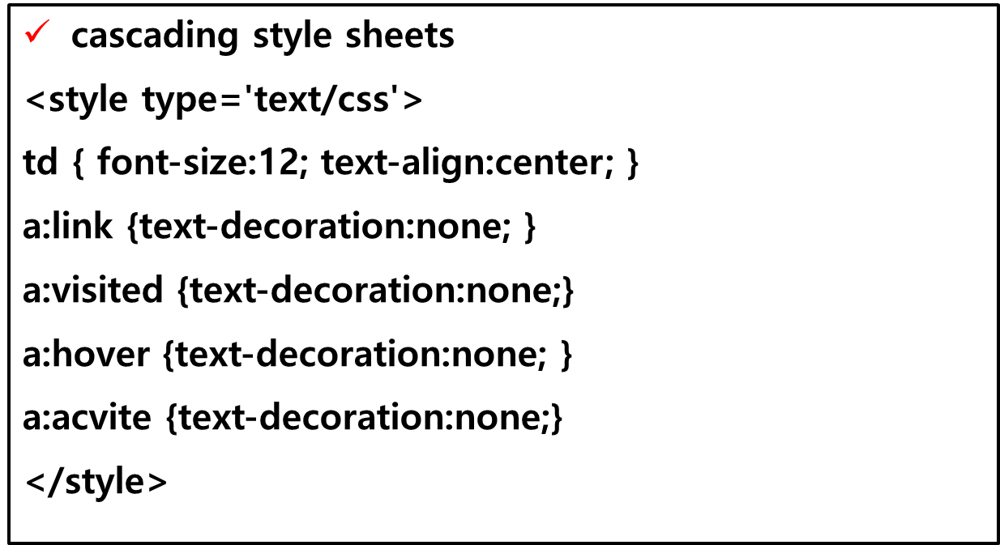 ✓ cascading style sheets
<style type='text/css'>
td { font-size:12; text-align:center; }
a:link {text-decoration:none; }
a:visited {text-decoration:none;}
a:hover {text-decoration:none; }
a:acvite {text-decoration:none;}
</style>